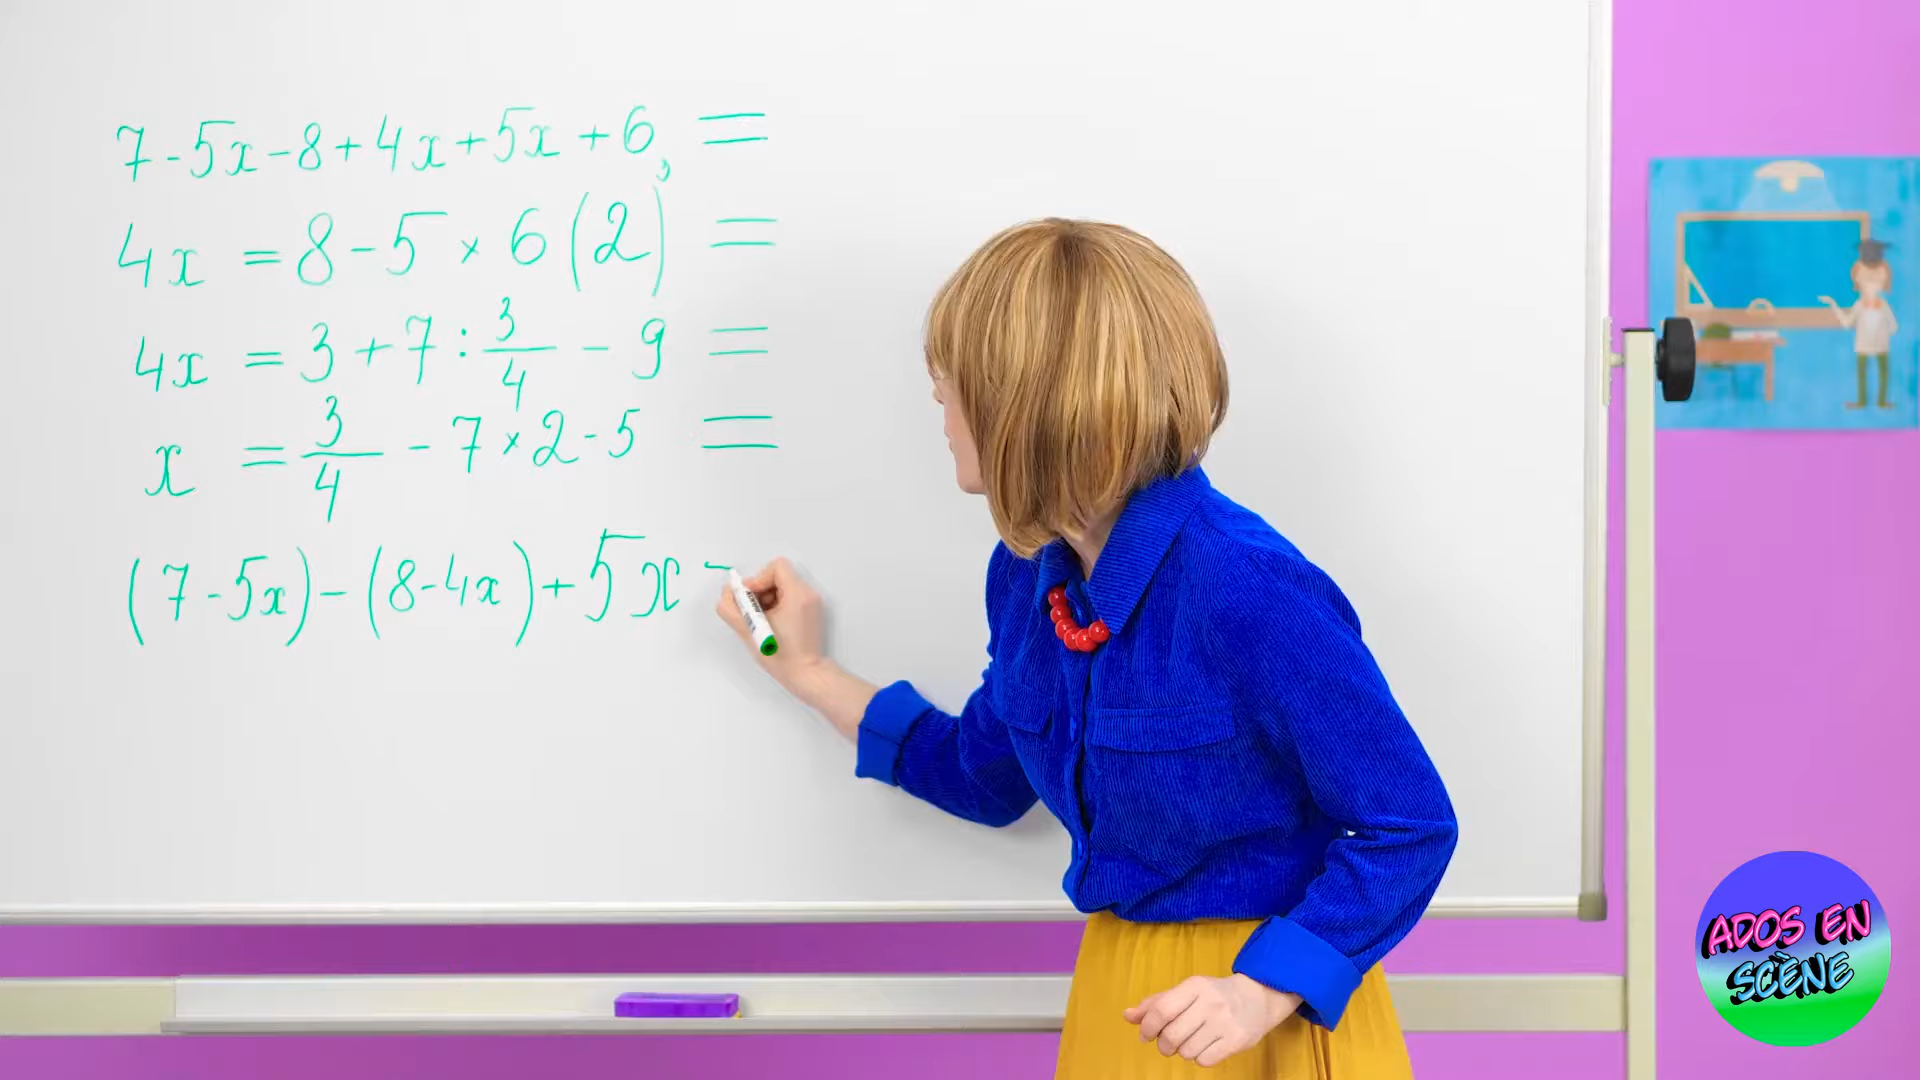 7-5x-8+4x+5x+6, =
4x = 8-5×6(2) =
4x = 3+7:3/4-9 =
x = 3/4-7×2-5 =
(7-5x)-(8-4x)+5x -
ADOS EN
SCÈNE